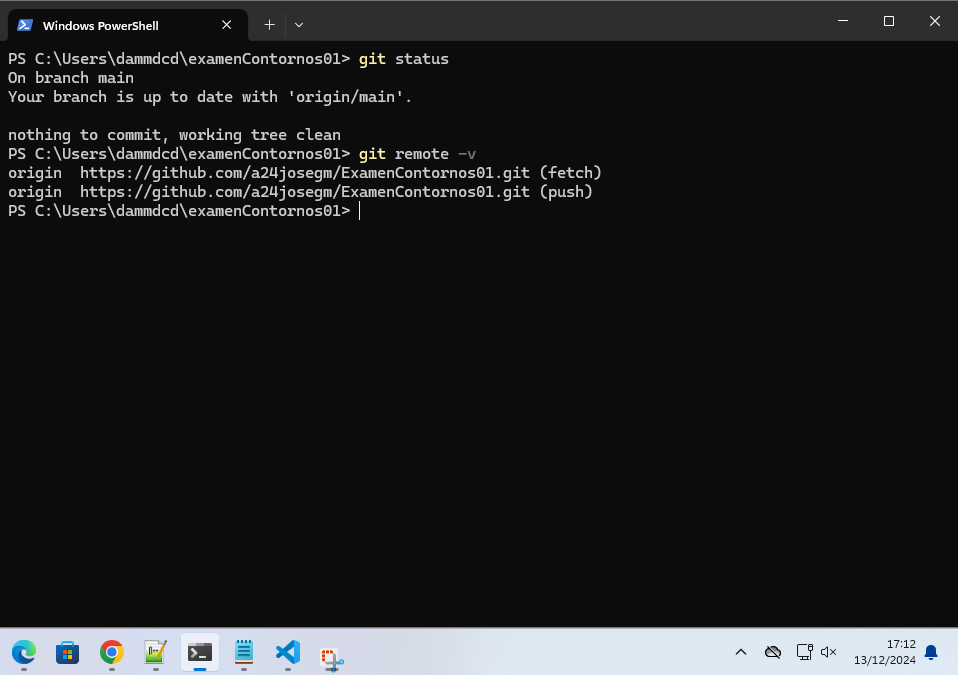 Windows PowerShell
PS C:\Users\dammdcd\examenContornos01> git status
On branch main
Your branch is up to date with 'origin/main'.
nothing to commit, working tree clean
PS C:\Users\dammdcd\examenContornos01> git remote -v
origin  https://github.com/a24josegm/ExamenContornos01.git (fetch)
origin  https://github.com/a24josegm/ExamenContornos01.git (push)
PS C:\Users\dammdcd\examenContornos01>
17:12
13/12/2024